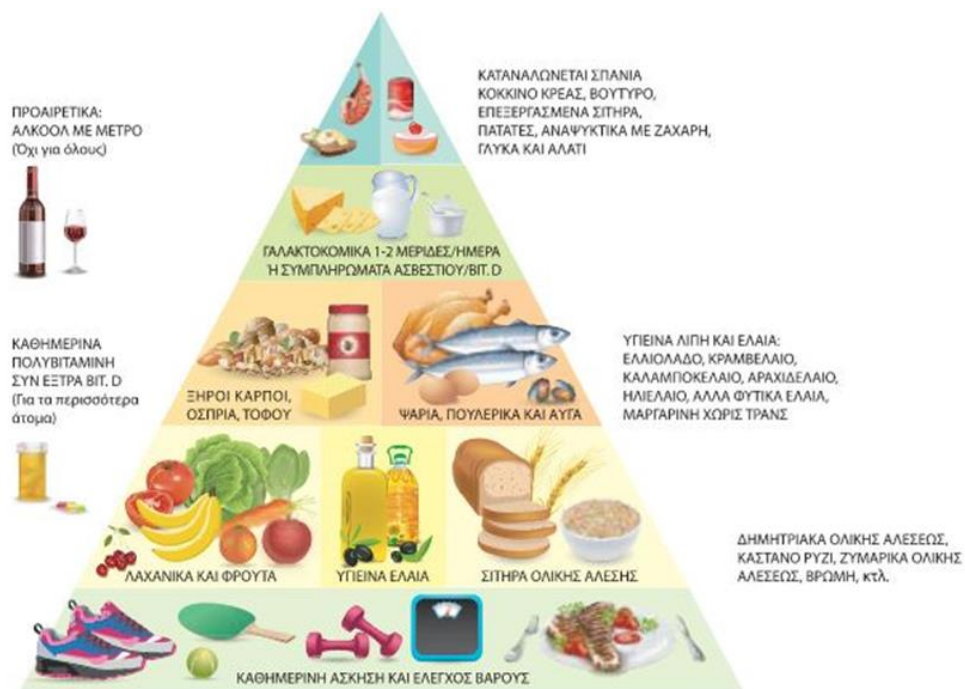 ΚΑΤΑΝΑΛΩΝΕΤΑΙ ΣΠΑΝΙΑ
ΚΟΚΚΙΝΟ ΚΡΕΑΣ, ΒΟΥΤΥΡΟ,
ΕΠΕΞΕΡΓΑΣΜΕΝΑ ΣΙΤΗΡΑ,
ΠΑΤΑΤΕΣ, ΑΝΑΨΥΚΤΙΚΑ ΜΕ ΖΑΧΑΡΗ,
ΓΛΥΚΑ ΚΑΙ ΑΛΑΤΙ
ΠΡΟΑΙΡΕΤΙΚΑ:
ΑΛΚΟΟΛ ΜΕ ΜΕΤΡΟ
(Όχι για όλους)
ΓΑΛΑΚΤΟΚΟΜΙΚΑ 1-2 ΜΕΡΙΔΕΣ/ΗΜΕΡΑ
Ή ΣΥΜΠΛΗΡΩΜΑΤΑ ΑΣΒΕΣΤΙΟΥ/ΒΙΤ. D
ΚΑΘΗΜΕΡΙΝΑ
ΠΟΛΥΒΙΤΑΜΙΝΗ
ΣΥΝ ΕΞΤΡΑ ΒΙΤ. D
(Για τα περισσότερα
άτομα)
ΞΗΡΟΙ ΚΑΡΠΟΙ,
ΟΣΠΡΙΑ, ΤΟΦΟΥ
ΨΑΡΙΑ, ΠΟΥΛΕΡΙΚΑ ΚΑΙ ΑΥΓΑ
ΥΓΙΕΙΝΑ ΛΙΠΗ ΚΑΙ ΕΛΑΙΑ:
ΕΛΑΙΟΛΑΔΟ, ΚΡΑΜΒΕΛΑΙΟ,
ΚΑΛΑΜΠΟΚΕΛΑΙΟ, ΑΡΑΧΙΔΕΛΑΙΟ,
ΗΛΙΕΛΑΙΟ, ΑΛΛΑ ΦΥΤΙΚΑ ΕΛΑΙΑ,
ΜΑΡΓΑΡΙΝΗ ΧΩΡΙΣ ΤΡΑΝΣ
ΛΑΧΑΝΙΚΑ ΚΑΙ ΦΡΟΥΤΑ
ΥΓΙΕΙΝΑ ΕΛΑΙΑ
ΣΙΤΗΡΑ ΟΛΙΚΗΣ ΑΛΕΣΗΣ
ΔΗΜΗΤΡΙΑΚΑ ΟΛΙΚΗΣ ΑΛΕΣΕΩΣ,
ΚΑΣΤΑΝΟ ΡΥΖΙ, ΖΥΜΑΡΙΚΑ ΟΛΙΚΗΣ
ΑΛΕΣΕΩΣ, ΒΡΩΜΗ, κτλ.
ΚΑΘΗΜΕΡΙΝΗ ΑΣΚΗΣΗ ΚΑΙ ΕΛΕΓΧΟΣ ΒΑΡΟΥΣ